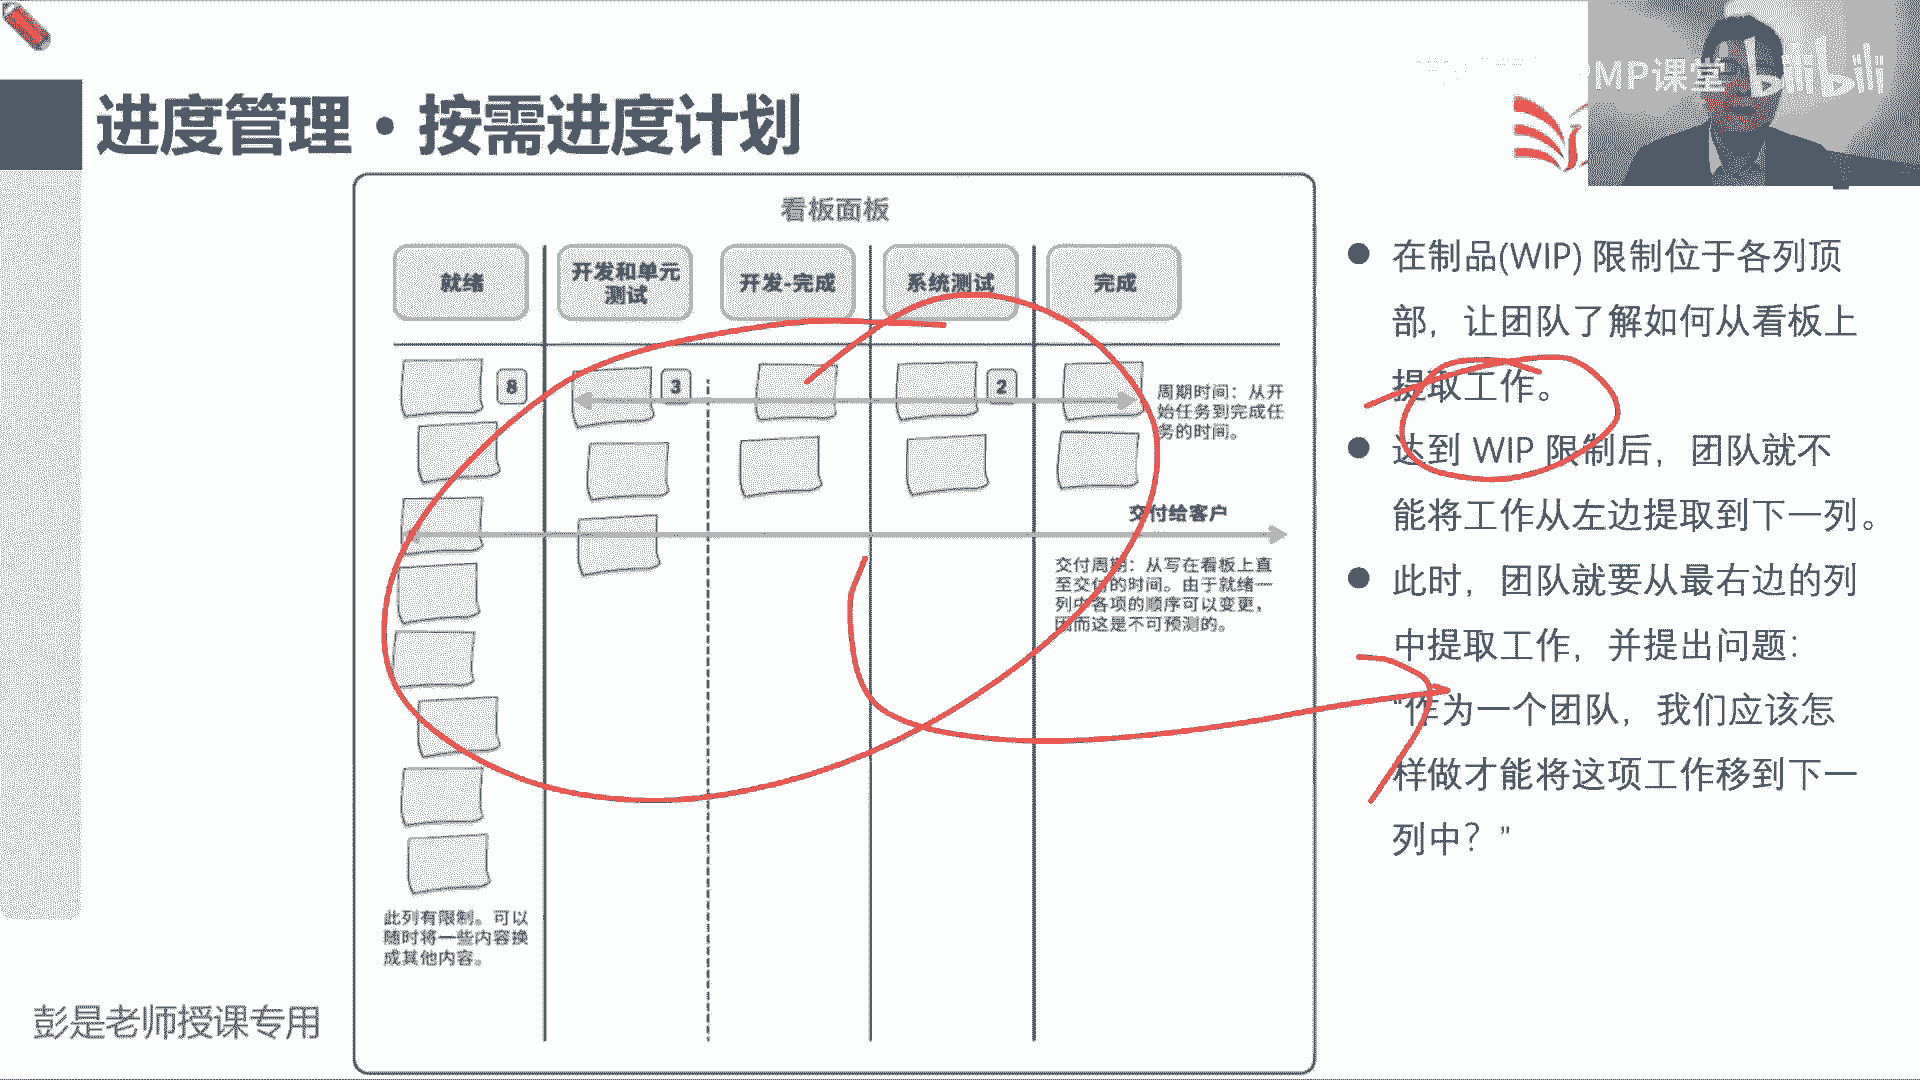 PMP课堂 bilibili
进度管理·按需进度计划
看板面板
就绪
开发和单元
测试
开发-完成
系统测试
完成
8
3
2
周期时间：从开
始任务到完成任
务的时间。
交付给客户
交付周期：从写在看板上直
至交付的时间。由于就绪一
列中各项的顺序可以变更，
因而这是不可预测的。
此列有限制。可以
随时将一些内容换
成其他内容。
在制品(WIP) 限制位于各列顶
部，让团队了解如何从看板上
提取工作。
达到 WIP 限制后，团队就不
能将工作从左边提取到下一列。
此时，团队就要从最右边的列
中提取工作，并提出问题：
“作为一个团队，我们应该怎
样做才能将这项工作移到下一
列中？”
彭是老师授课专用